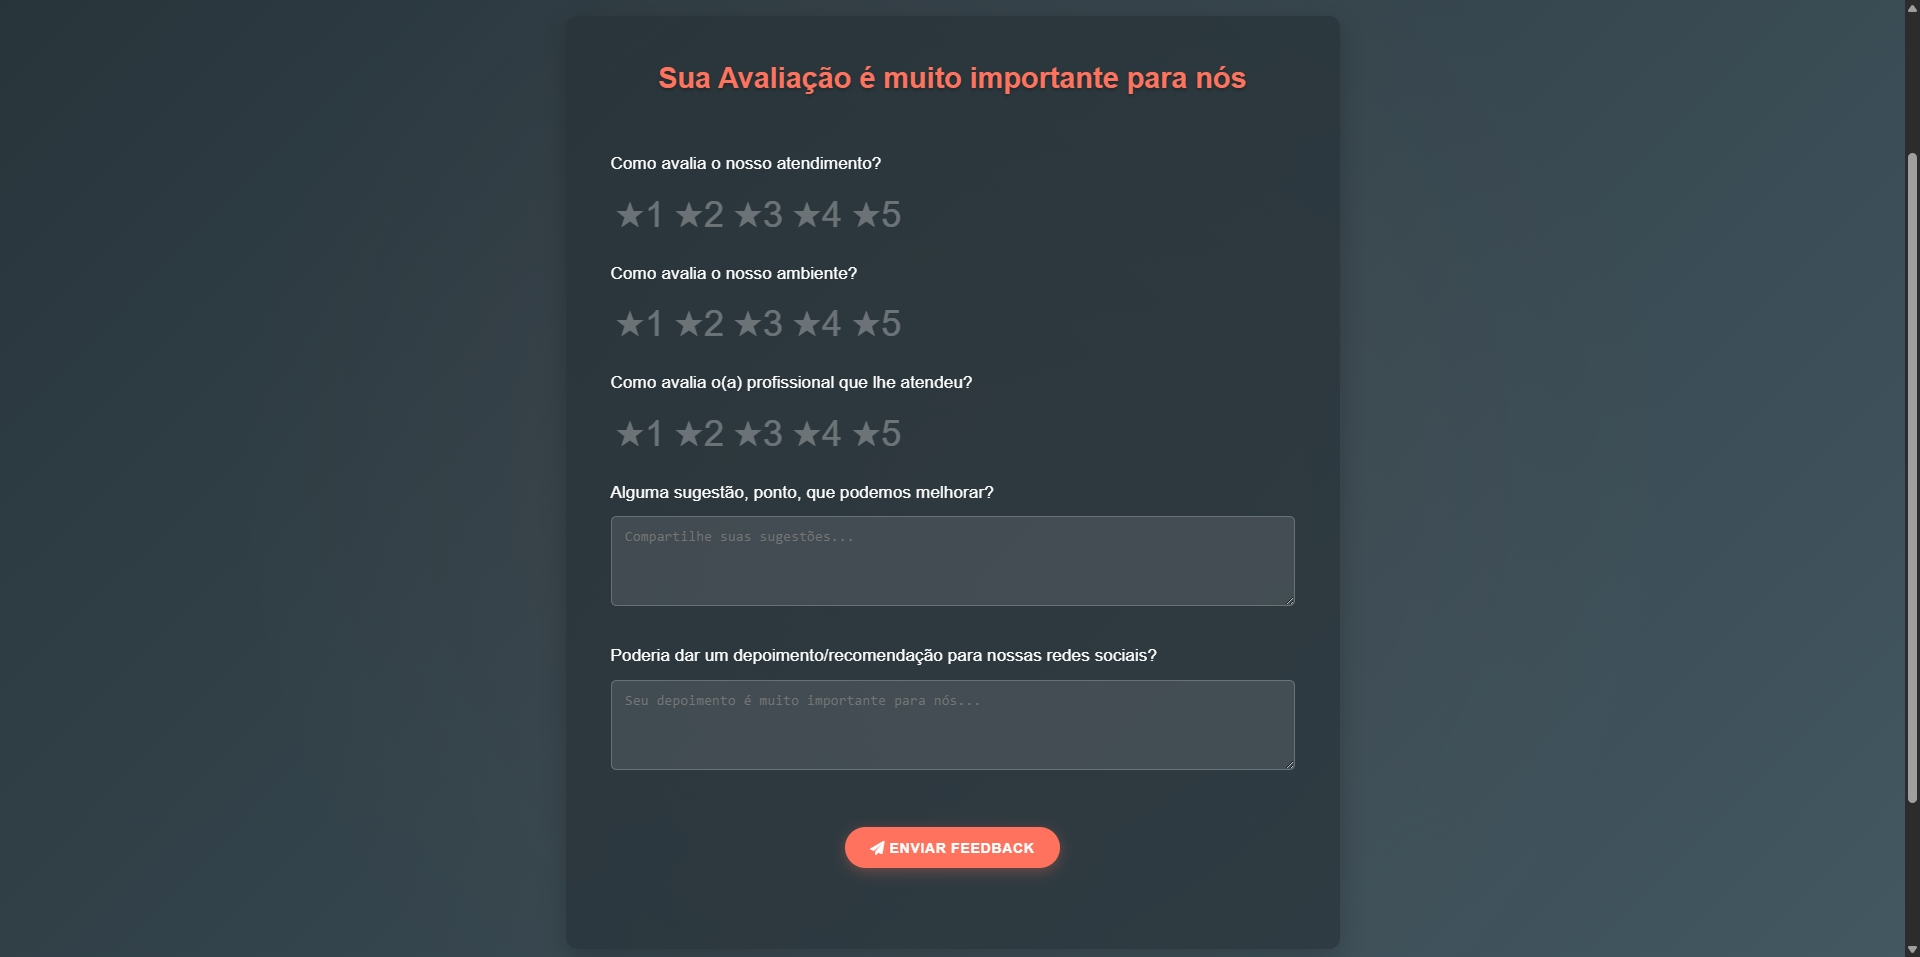 Sua Avaliação é muito importante para nós
Como avalia o nosso atendimento?
★1 ★2 ★3 ★4 ★5
Como avalia o nosso ambiente?
★1 ★2 ★3 ★4 ★5
Como avalia o(a) profissional que lhe atendeu?
★1 ★2 ★3 ★4 ★5
Alguma sugestão, ponto, que podemos melhorar?
Compartilhe suas sugestões...
Poderia dar um depoimento/recomendação para nossas redes sociais?
Seu depoimento é muito importante para nós...
ENVIAR FEEDBACK